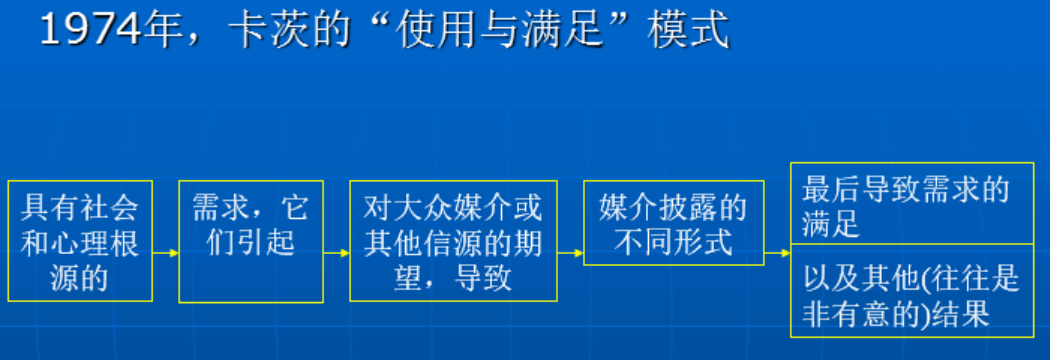 1974年，卡茨的“使用与满足”模式
具有社会
和心理根
源的
需求，它
们引起
对大众媒介或
其他信源的期
望，导致
媒介披露的
不同形式
最后导致需求的
满足
以及其他(往往是
非有意的)结果